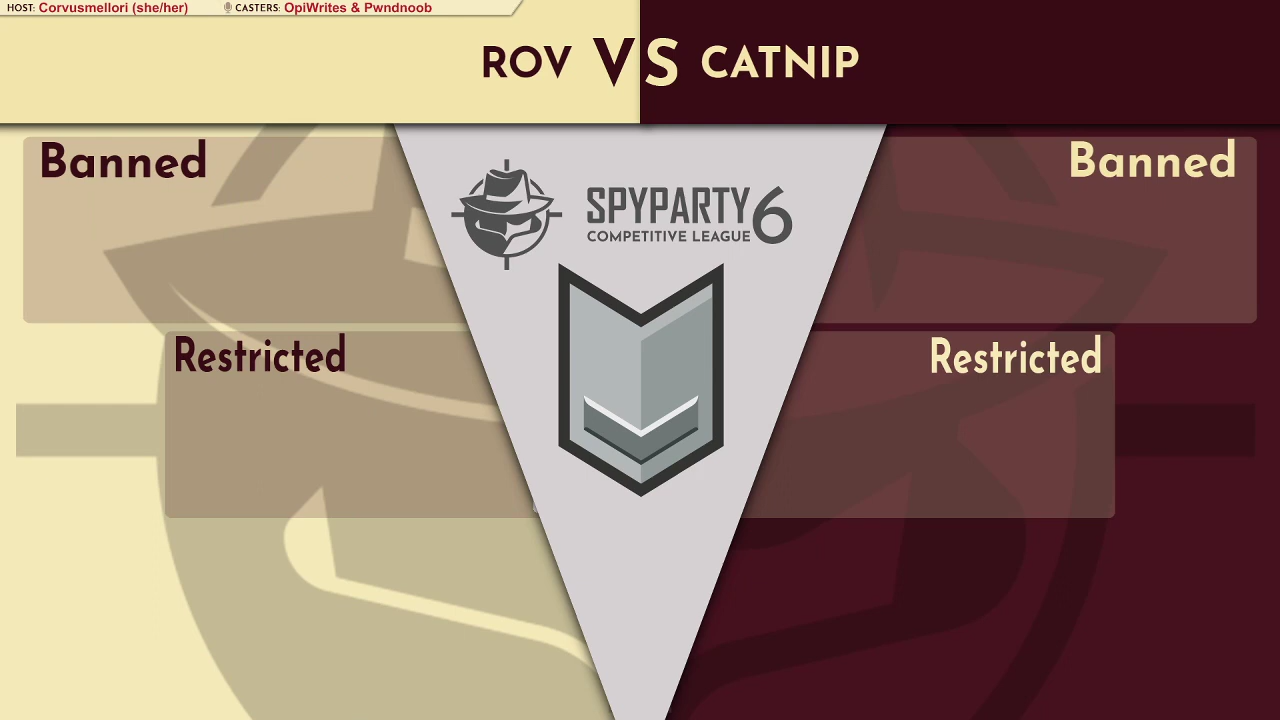 HOST: Corvusmellori (she/her) CASTERS: OpiWrites & Pwndnoob
ROV VS CATNIP
Banned
Banned
SPYPARTY 6
COMPETITIVE LEAGUE
Restricted
Restricted